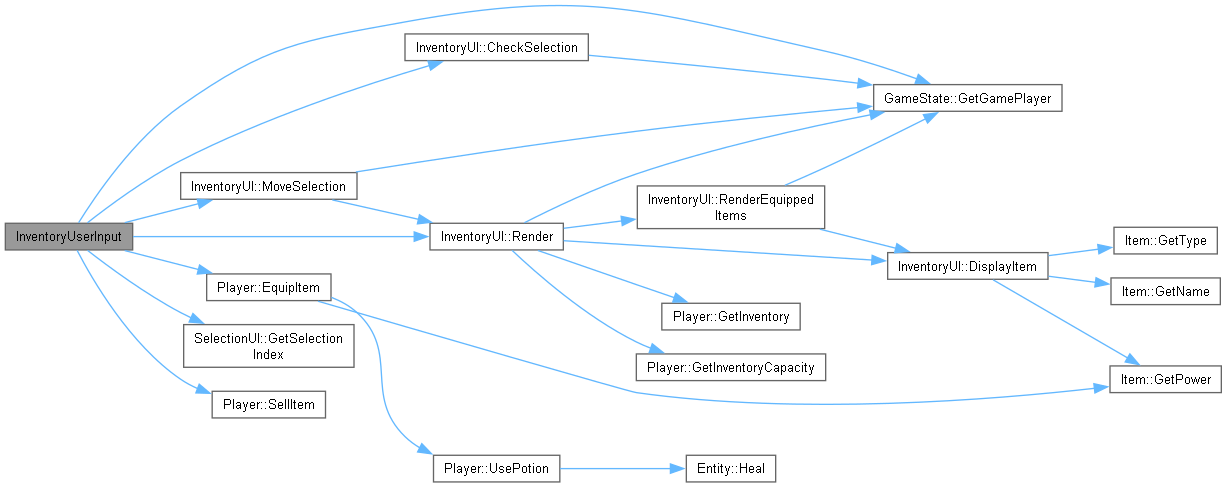 InventoryUI::CheckSelection
GameState::GetGamePlayer
InventoryUI::MoveSelection
InventoryUI::RenderEquipped
Items
InventoryUserInput
InventoryUI::Render
Item::GetType
InventoryUI::DisplayItem
Player::EquipItem
Item::GetName
Player::GetInventory
SelectionUI::GetSelection
Index
Player::GetInventoryCapacity
Item::GetPower
Player::SellItem
Player::UsePotion
Entity::Heal